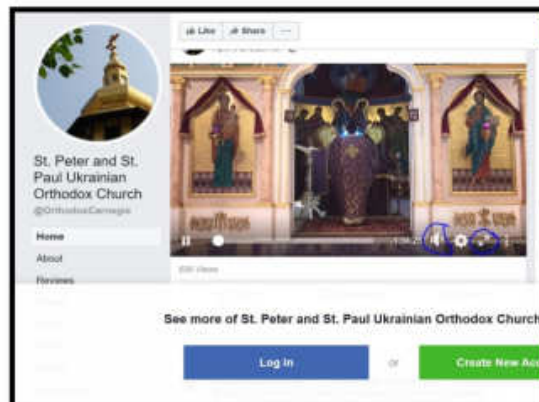 Like
Share
St. Peter and St.
Paul Ukrainian
Orthodox Church
@OrthodoxCarnegie
Home
About
Reviews
Views
See more of St. Peter and St. Paul Ukrainian Orthodox Church
Log In
or
Create New Acc